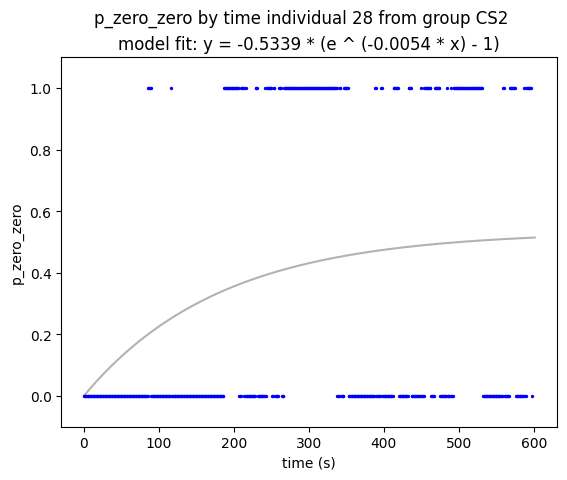 p_zero_zero by time individual 28 from group CS2
model fit: y = -0.5339 * (e ^ (-0.0054 * x) - 1)
1.0
0.8
0.6
0.4
0.2
0.0
p_zero_zero
0 100 200 300 400 500 600
time (s)